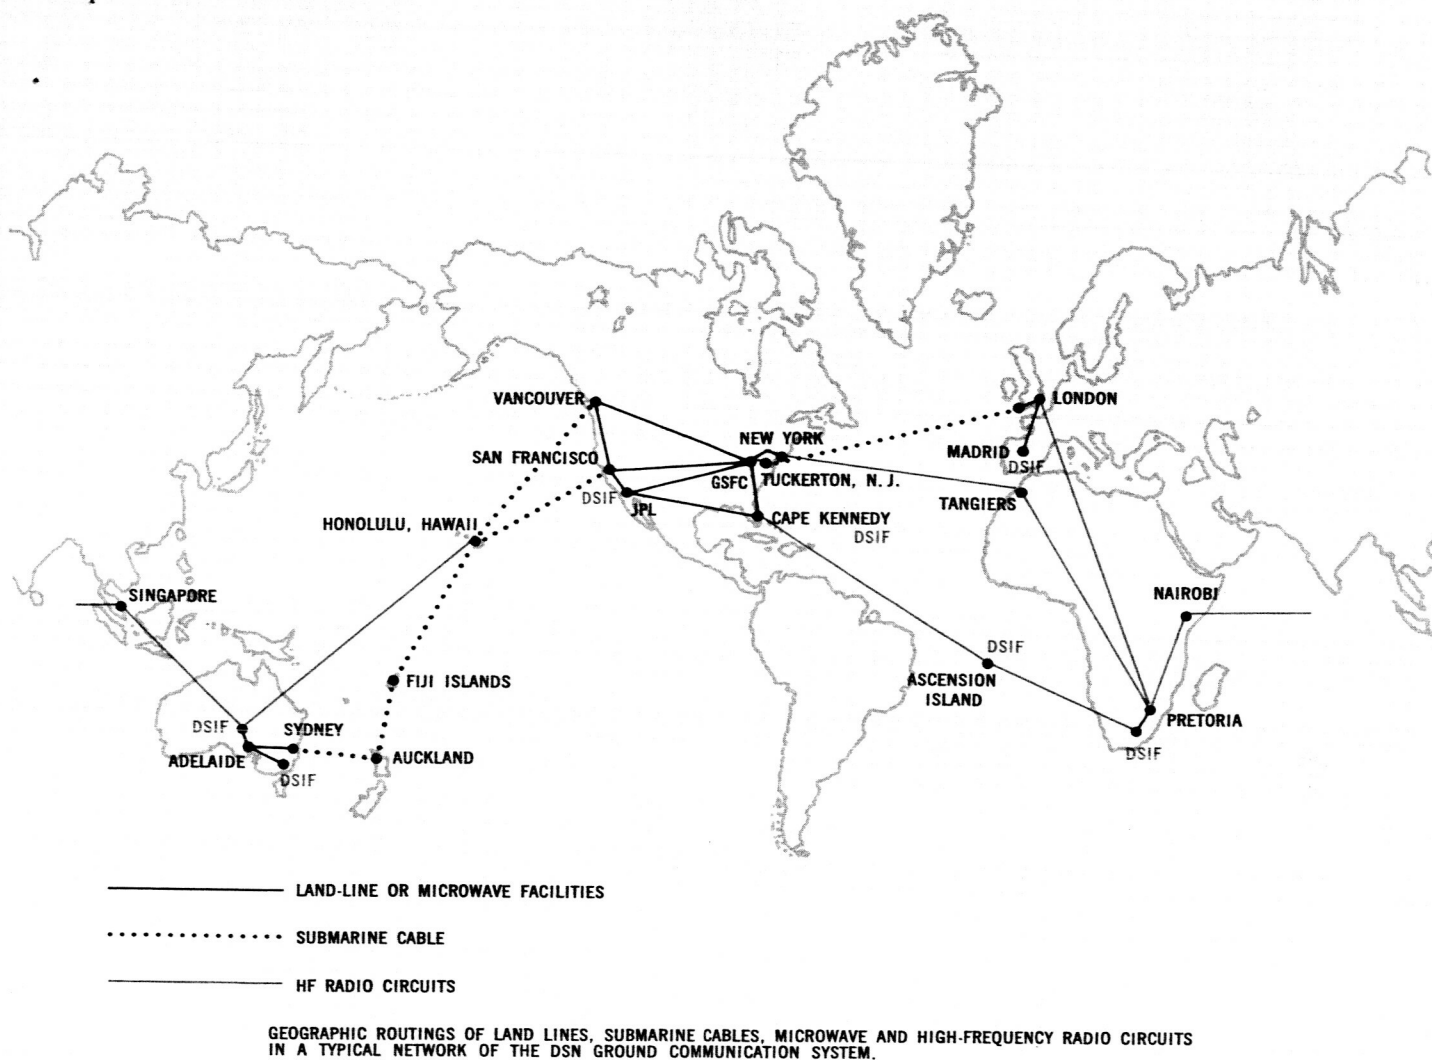 VANCOUVER
LONDON
NEW YORK
SAN FRANCISCO
MADRID
DSIF
GSFC
TUCKERTON, N. J.
DSIF
JPL
TANGIERS
CAPE KENNEDY
DSIF
HONOLULU, HAWAII
SINGAPORE
NAIROBI
DSIF
ASCENSION
ISLAND
FIJI ISLANDS
PRETORIA
DSIF
SYDNEY
DSIF
ADELAIDE
AUCKLAND
DSIF
LAND-LINE OR MICROWAVE FACILITIES
SUBMARINE CABLE
HF RADIO CIRCUITS
GEOGRAPHIC ROUTINGS OF LAND LINES, SUBMARINE CABLES, MICROWAVE AND HIGH-FREQUENCY RADIO CIRCUITS
IN A TYPICAL NETWORK OF THE DSN GROUND COMMUNICATION SYSTEM.